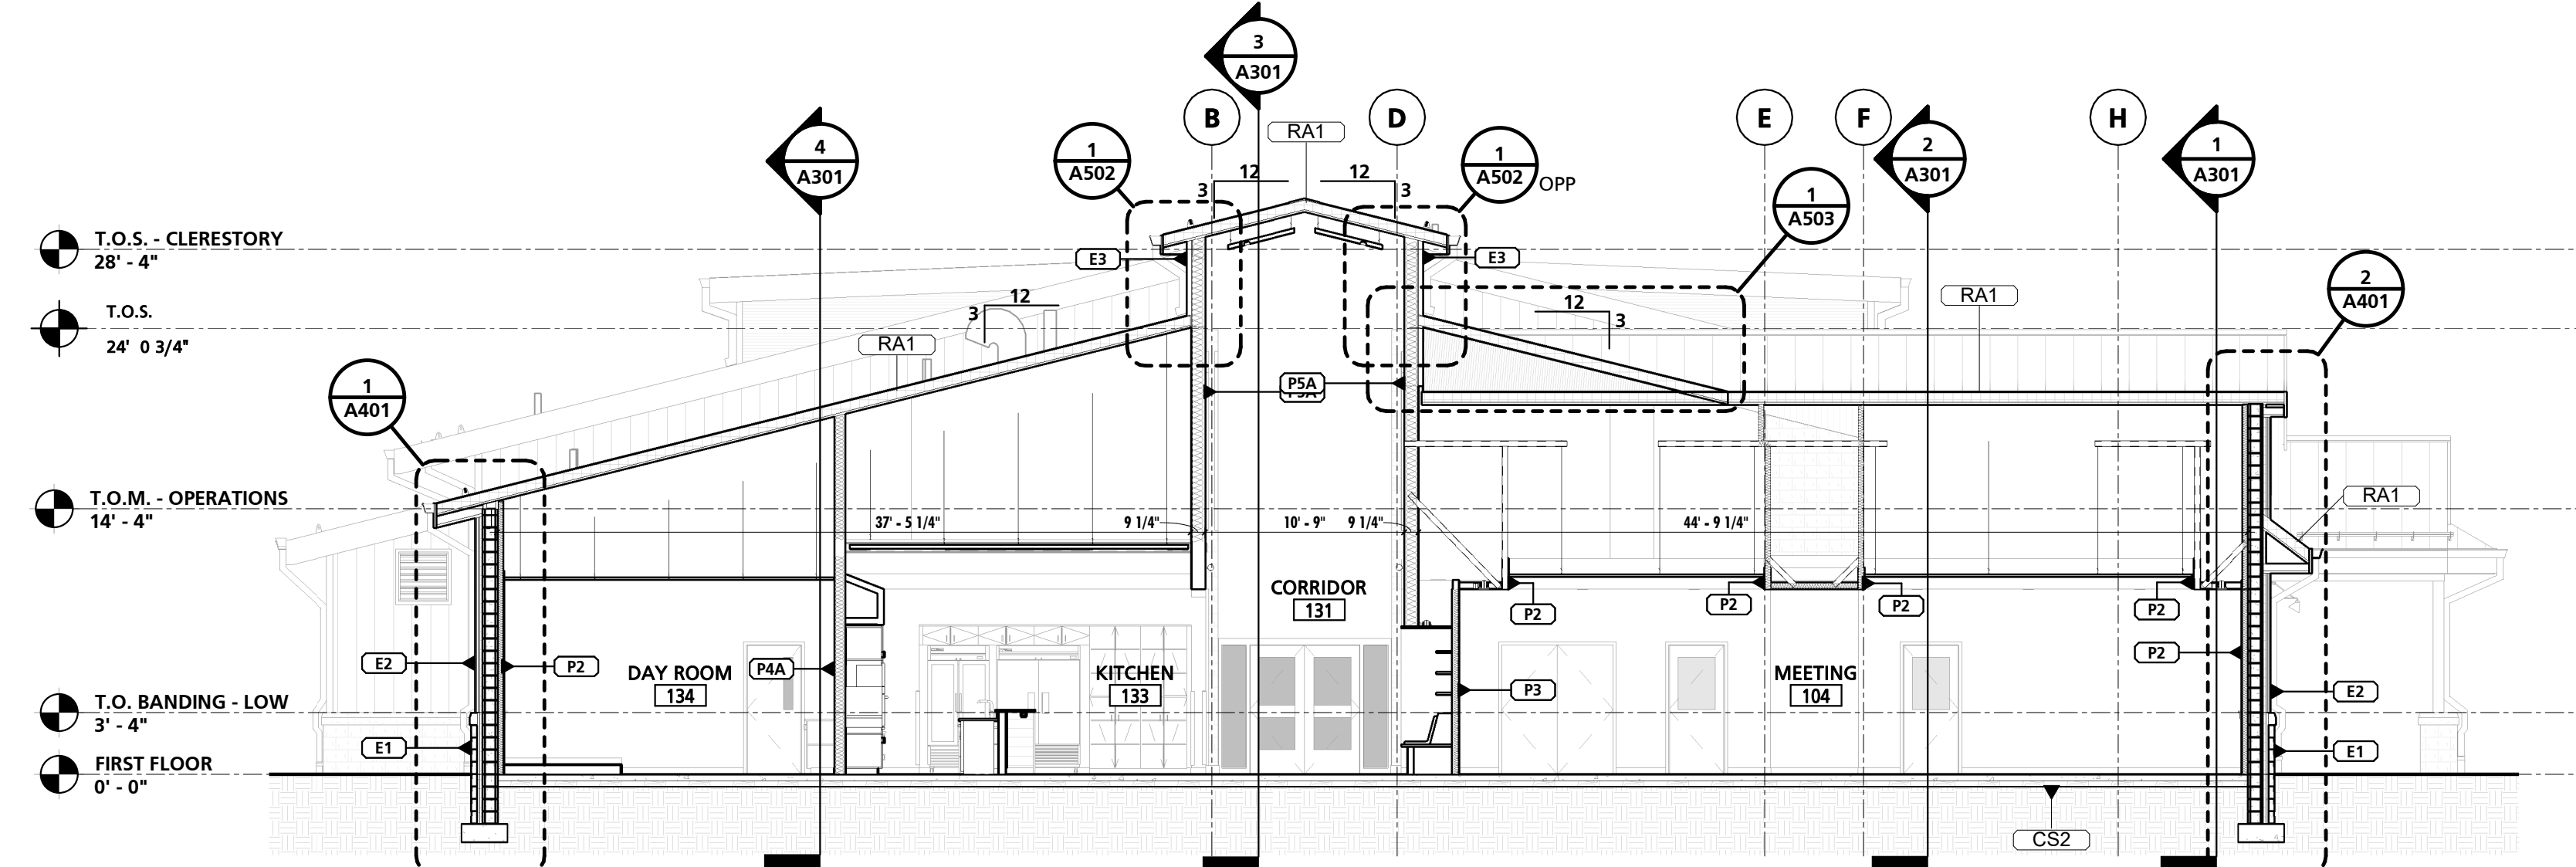 3
A301
B
RA1
D
E
F
2
A301
H
1
A301
4
A301
1
A502
1
A502
OPP
12
3
12
3
1
A503
T.O.S. - CLERESTORY
28' - 4"
E3
E3
RA1
2
A401
T.O.S.
24' 0 3/4"
12
3
12
3
RA1
1
A401
P5A
P5A
T.O.M. - OPERATIONS
14' - 4"
RA1
37' - 5 1/4"
9 1/4"
10' - 9"
9 1/4"
44' - 9 1/4"
CORRIDOR
131
P2
P2
P2
P2
E2
P2
DAY ROOM
134
P4A
KITCHEN
133
P3
MEETING
104
P2
E2
T.O. BANDING - LOW
3' - 4"
E1
E1
FIRST FLOOR
0' - 0"
CS2